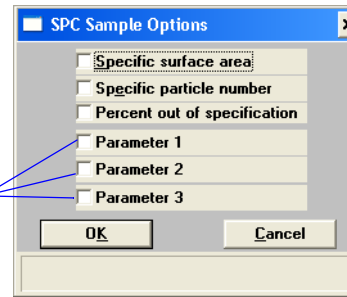 SPC Sample Options
Specific surface area
Specific particle number
Percent out of specification
Parameter 1
Parameter 2
Parameter 3
OK Cancel